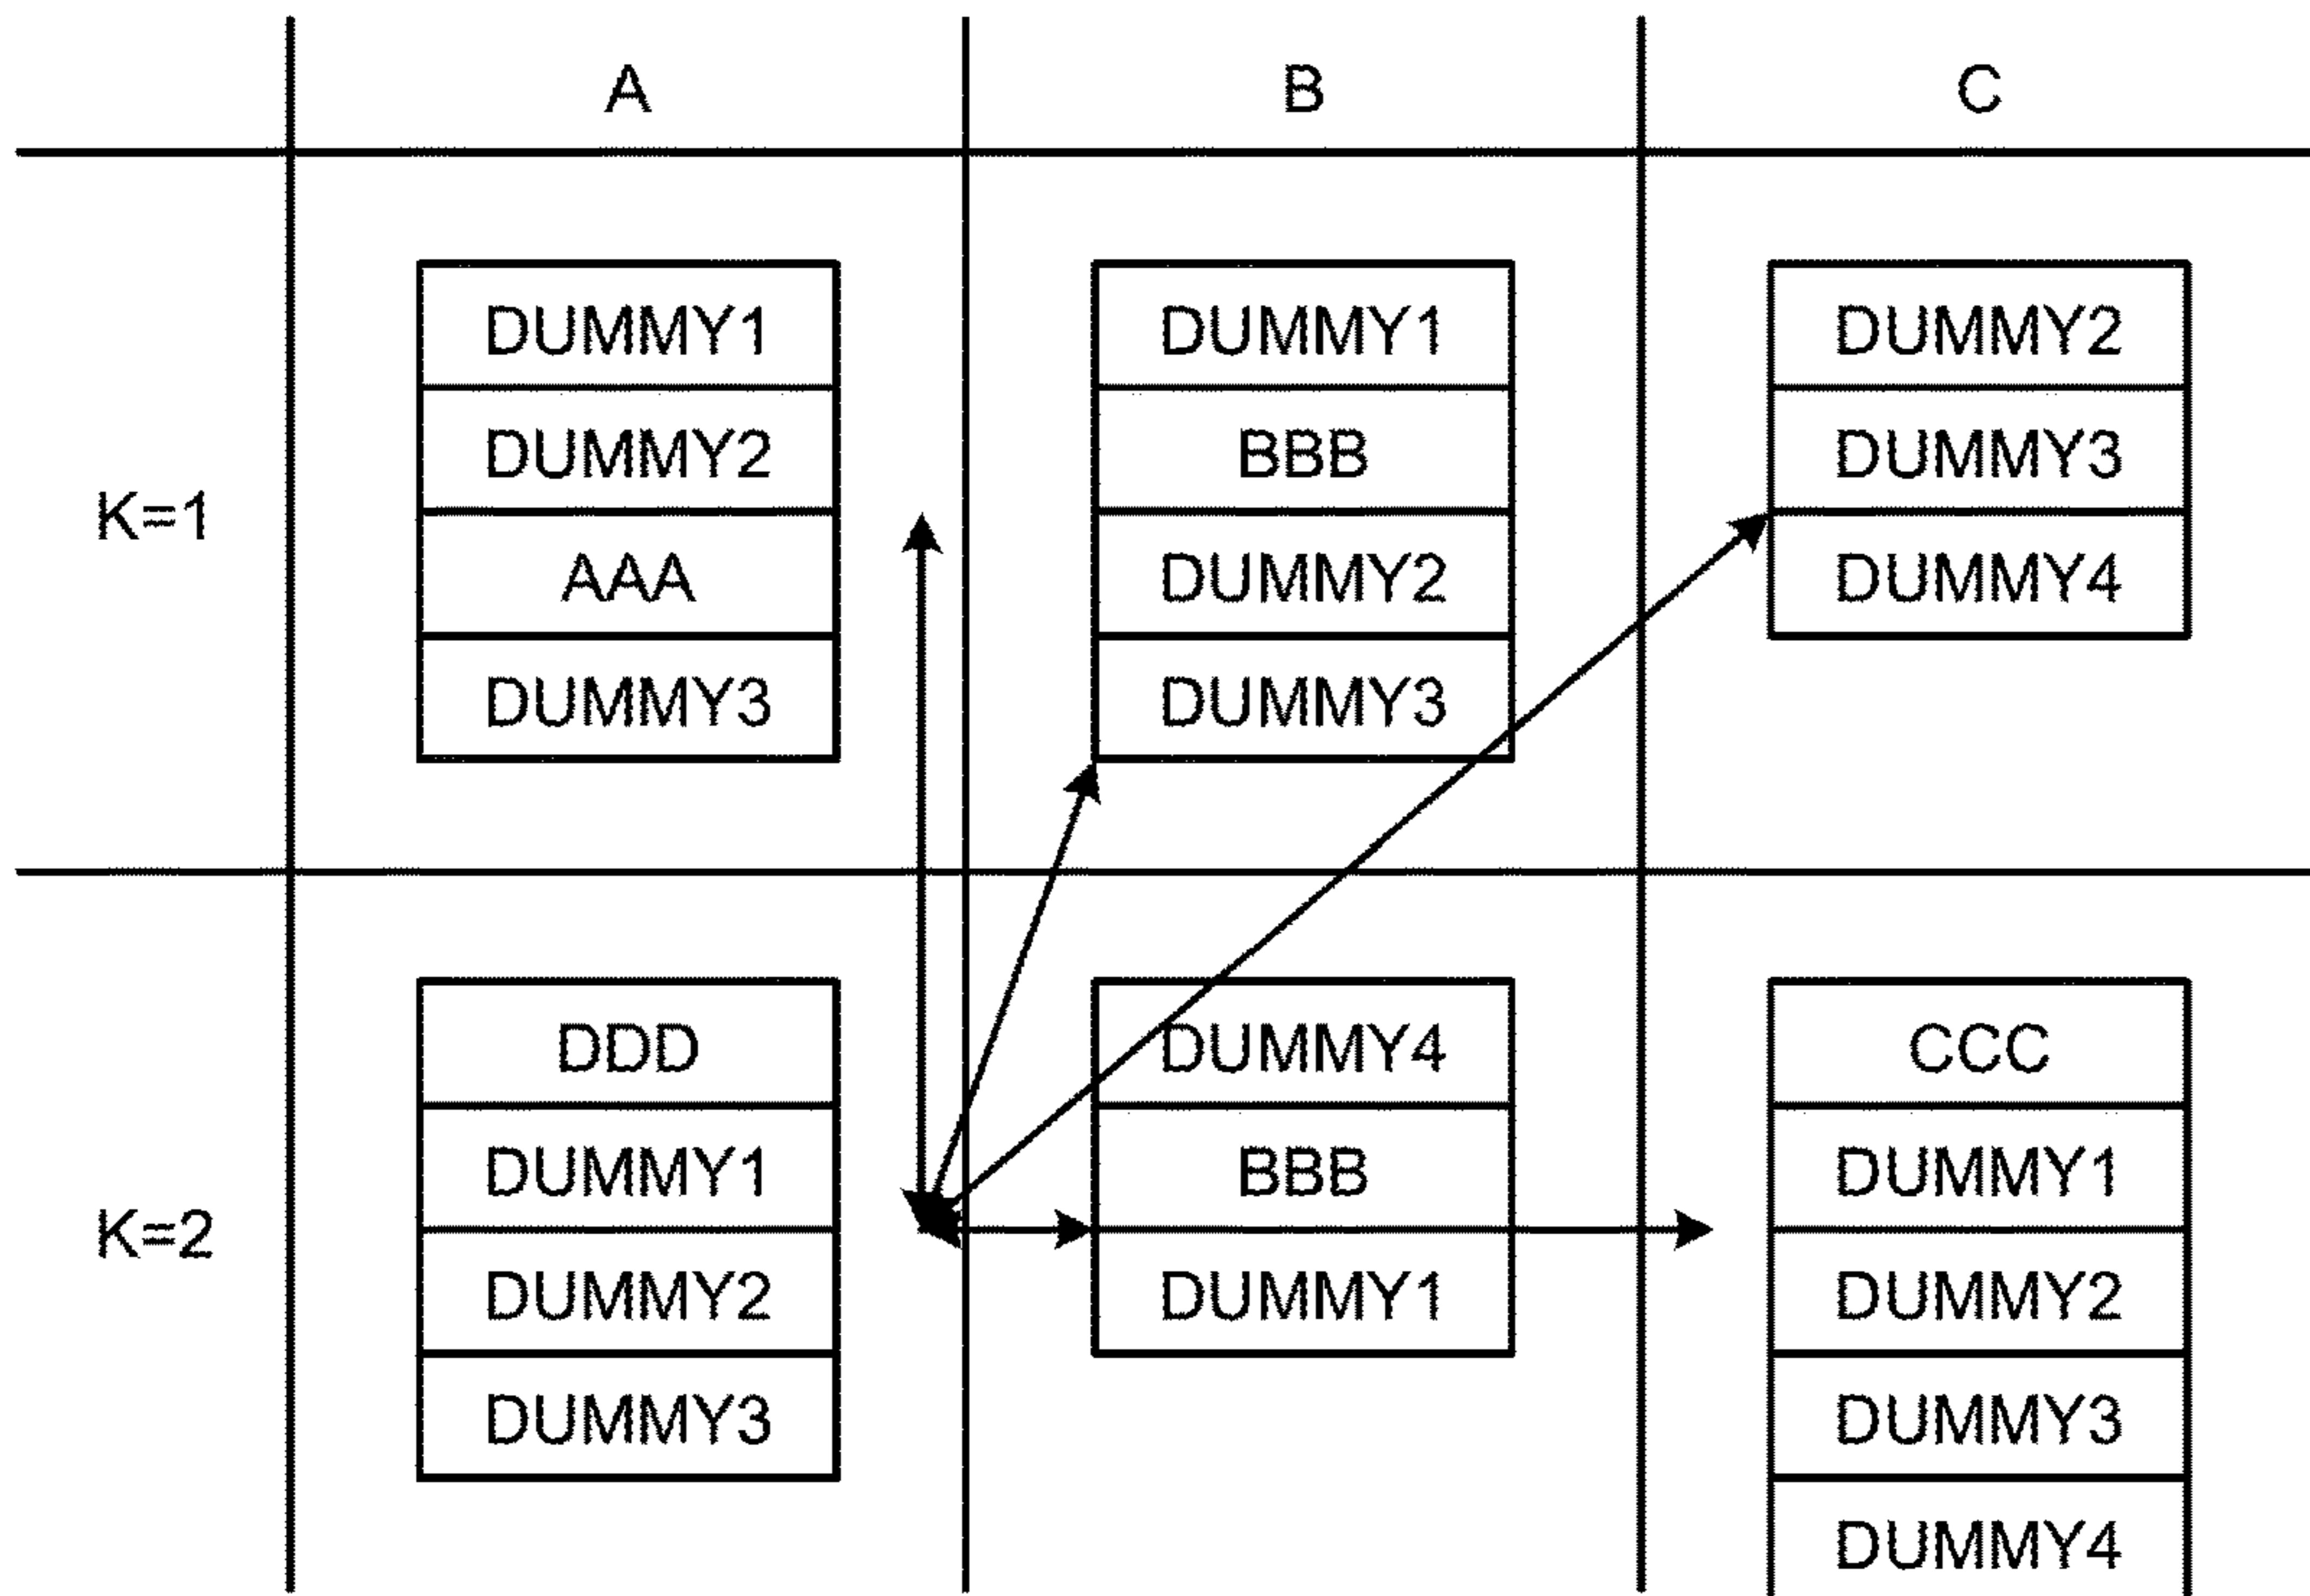 A B C
K=1
DUMMY1 DUMMY1 DUMMY2
DUMMY2 BBB DUMMY3
AAA DUMMY2 DUMMY4
DUMMY3 DUMMY3
K=2
DDD DUMMY4 CCC
DUMMY1 BBB DUMMY1
DUMMY2 DUMMY1 DUMMY2
DUMMY3 DUMMY3
DUMMY4